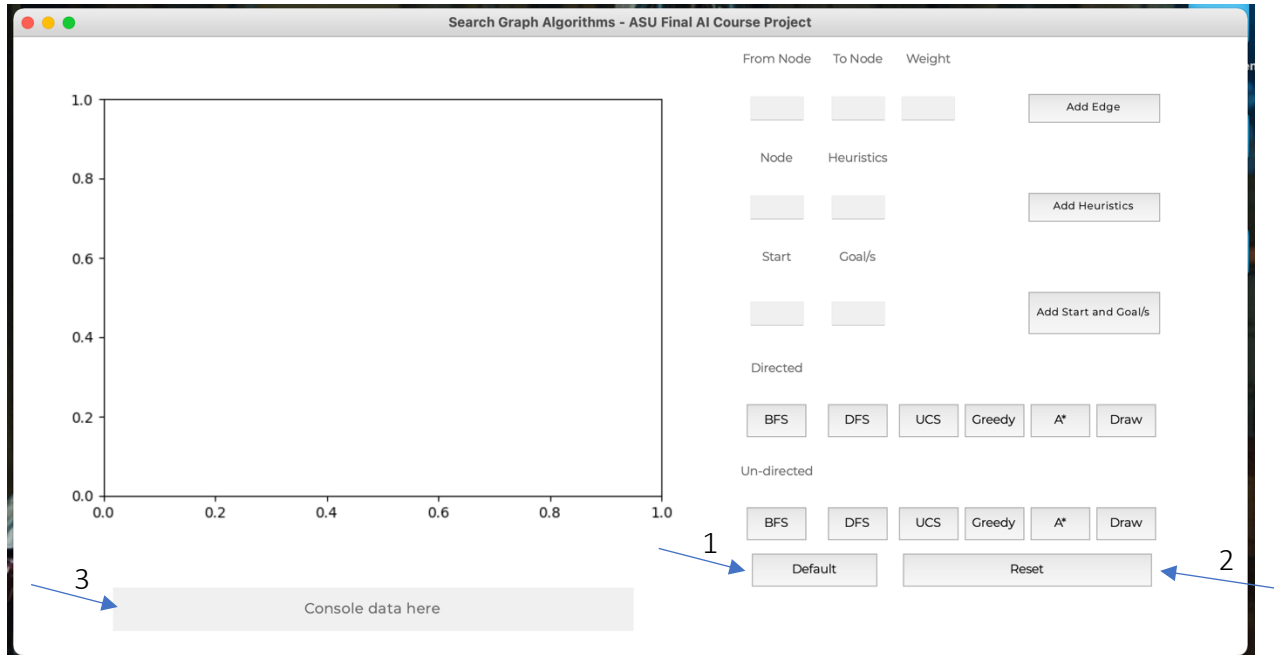 Search Graph Algorithms - ASU Final AI Course Project
From Node To Node Weight
1.0
Add Edge
Node Heuristics
0.8
Add Heuristics
0.6
Start Goal/s
0.4
Add Start and Goal/s
Directed
0.2
BFS DFS UCS Greedy A* Draw
Un-directed
0.0
0.0 0.2 0.4 0.6 0.8 1.0
BFS DFS UCS Greedy A* Draw
1
2
Default Reset
3
Console data here